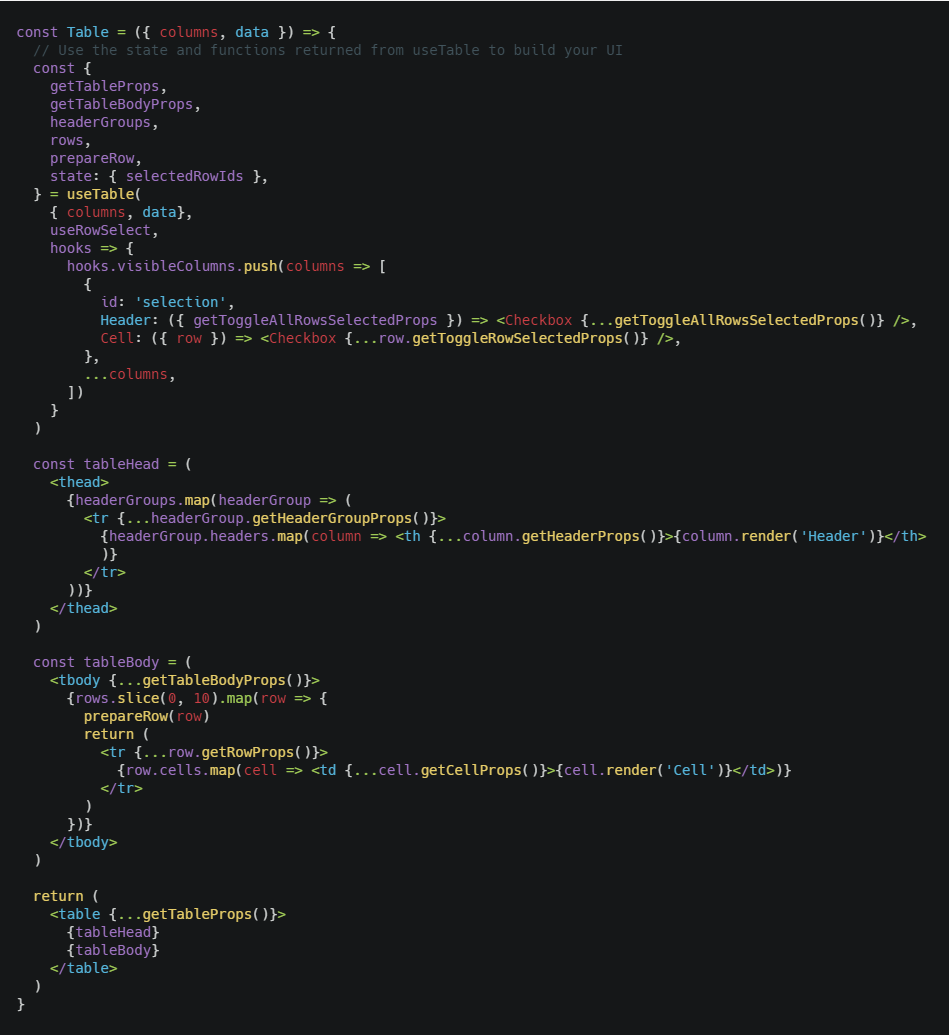 const Table = ({ columns, data }) => {
  // Use the state and functions returned from useTable to build your UI
  const {
    getTableProps,
    getTableBodyProps,
    headerGroups,
    rows,
    prepareRow,
    state: { selectedRowIds },
  } = useTable(
    { columns, data},
    useRowSelect,
    hooks => {
      hooks.visibleColumns.push(columns => [
        {
          id: 'selection',
          Header: ({ getToggleAllRowsSelectedProps }) => <Checkbox {...getToggleAllRowsSelectedProps()} />,
          Cell: ({ row }) => <Checkbox {...row.getToggleRowSelectedProps()} />,
        },
        ...columns,
      ])
    }
  )

  const tableHead = (
    <thead>
      {headerGroups.map(headerGroup => (
        <tr {...headerGroup.getHeaderGroupProps()}>
          {headerGroup.headers.map(column => <th {...column.getHeaderProps()}>{column.render('Header')}</th>
          )}
        </tr>
      ))}
    </thead>
  )

  const tableBody = (
    <tbody {...getTableBodyProps()}>
      {rows.slice(0, 10).map(row => {
        prepareRow(row)
        return (
          <tr {...row.getRowProps()}>
            {row.cells.map(cell => <td {...cell.getCellProps()}>{cell.render('Cell')}</td>)}
          </tr>
        )
      })}
    </tbody>
  )

  return (
    <table {...getTableProps()}>
      {tableHead}
      {tableBody}
    </table>
  )
}